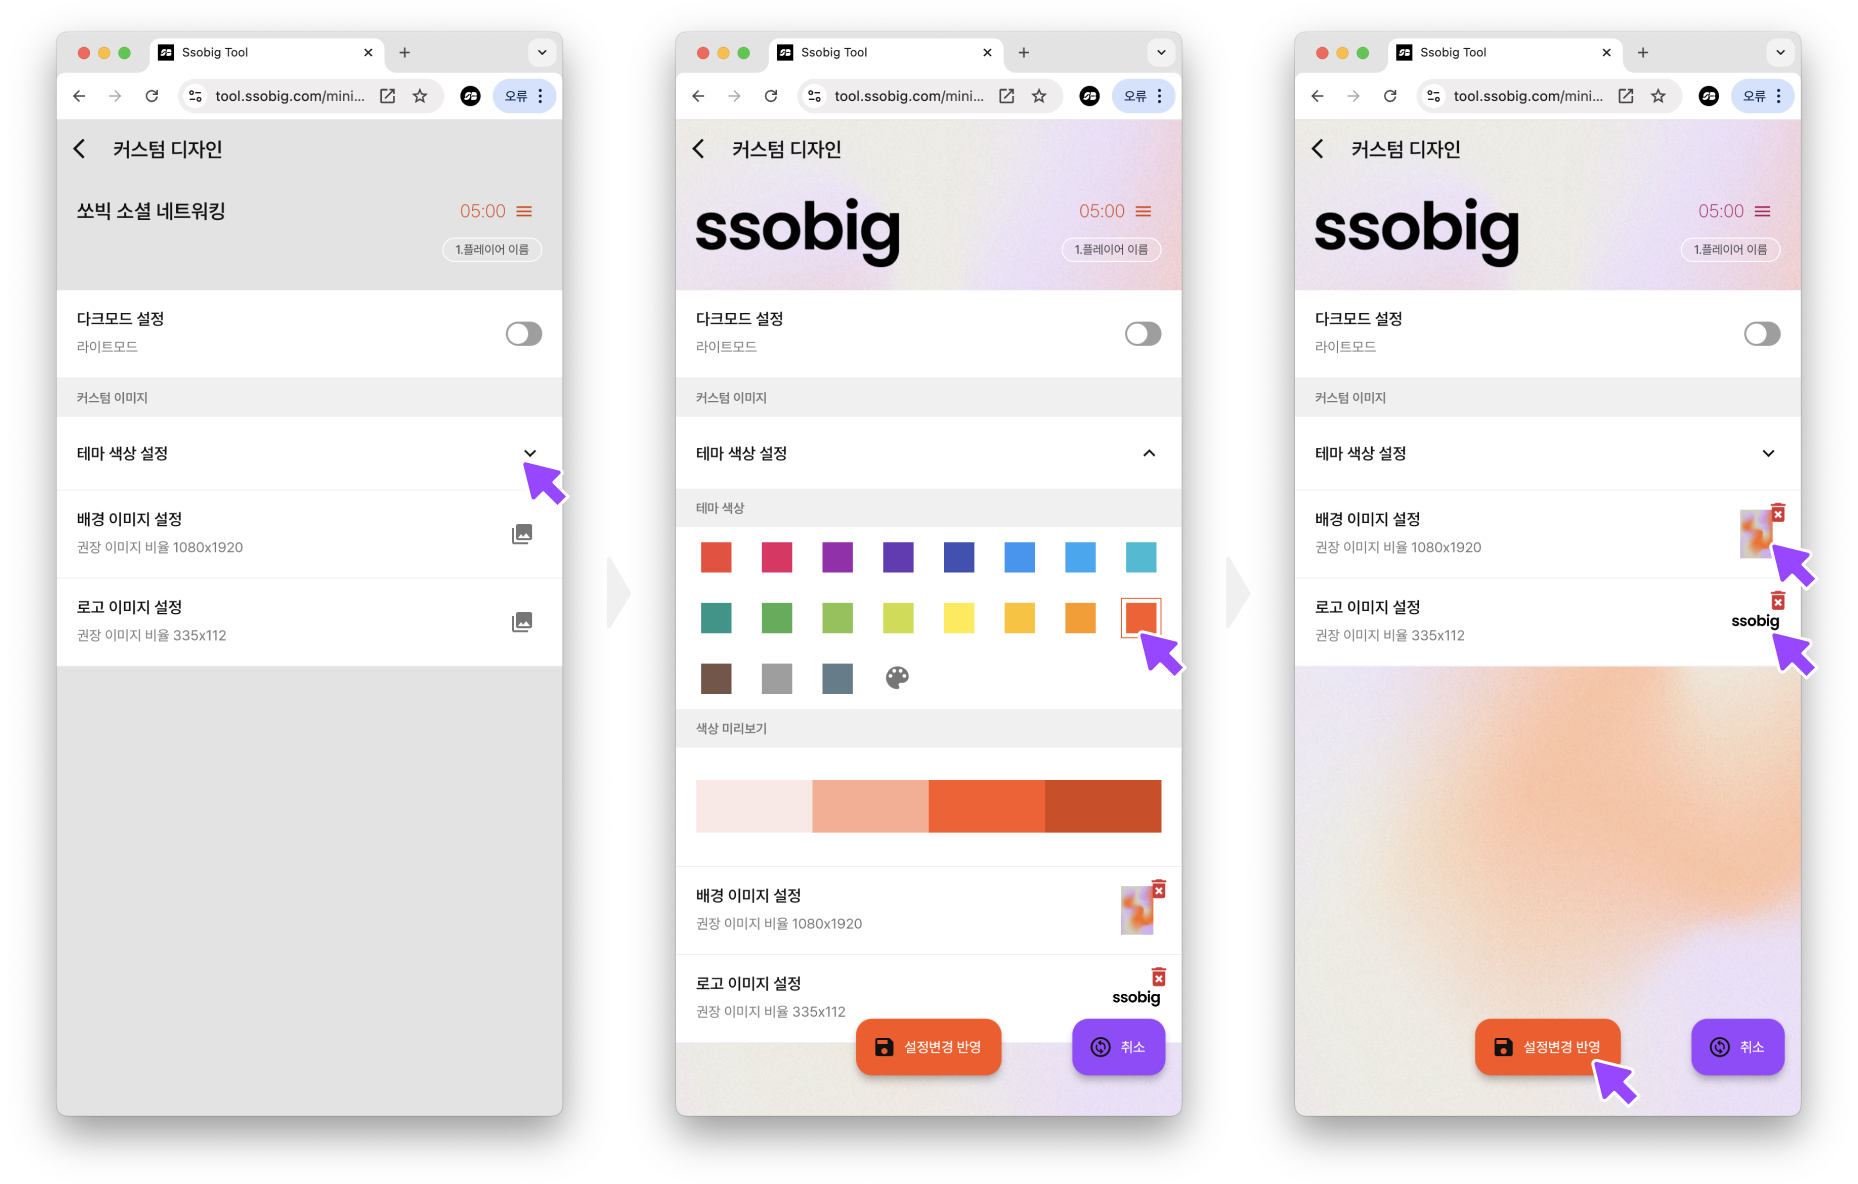 Ssobig Tool
tool.ssobig.com/mini...
오류
커스텀 디자인
쏘빅 소셜 네트워킹
05:00
1.플레이어 이름
다크모드 설정
라이트모드
커스텀 이미지
테마 색상 설정
배경 이미지 설정
권장 이미지 비율 1080x1920
로고 이미지 설정
권장 이미지 비율 335x112
Ssobig Tool
tool.ssobig.com/mini...
오류
커스텀 디자인
ssobig
05:00
1.플레이어 이름
다크모드 설정
라이트모드
커스텀 이미지
테마 색상 설정
테마 색상
색상 미리보기
배경 이미지 설정
권장 이미지 비율 1080x1920
로고 이미지 설정
권장 이미지 비율 335x112
ssobig
설정변경 반영
취소
Ssobig Tool
tool.ssobig.com/mini...
오류
커스텀 디자인
ssobig
05:00
1.플레이어 이름
다크모드 설정
라이트모드
커스텀 이미지
테마 색상 설정
배경 이미지 설정
권장 이미지 비율 1080x1920
로고 이미지 설정
권장 이미지 비율 335x112
ssobig
설정변경 반영
취소